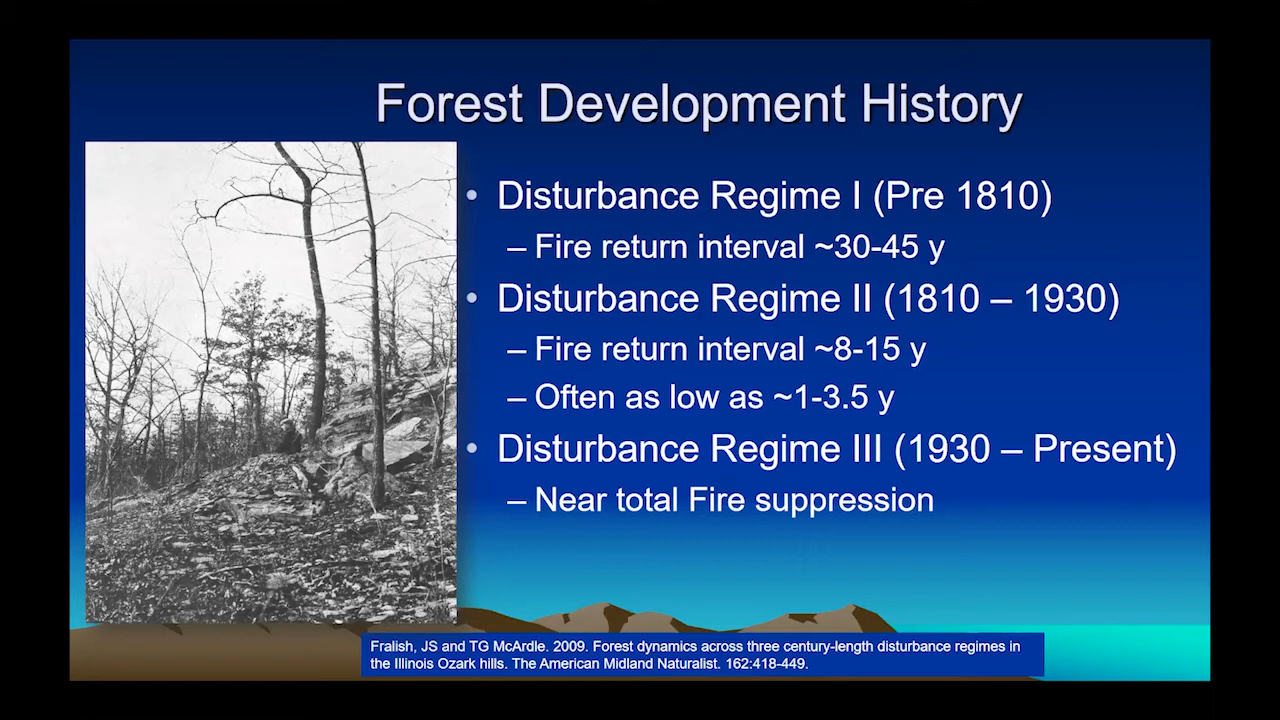 Forest Development History
• Disturbance Regime I (Pre 1810)
– Fire return interval ~30-45 y
• Disturbance Regime II (1810 – 1930)
– Fire return interval ~8-15 y
– Often as low as ~1-3.5 y
• Disturbance Regime III (1930 – Present)
– Near total Fire suppression
Fralish, JS and TG McArdle. 2009. Forest dynamics across three century-length disturbance regimes in
the Illinois Ozark hills. The American Midland Naturalist. 162:418-449.